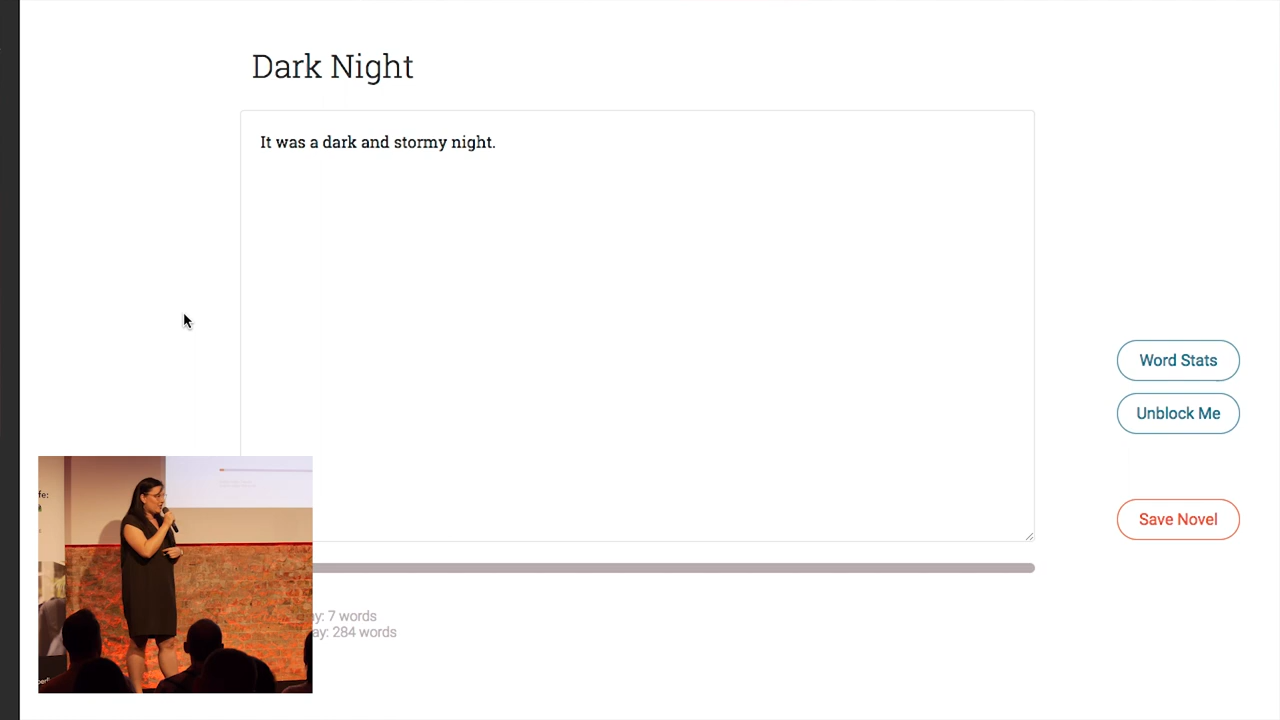 Dark Night
It was a dark and stormy night.
Word Stats
Unblock Me
Save Novel
7 words
284 words